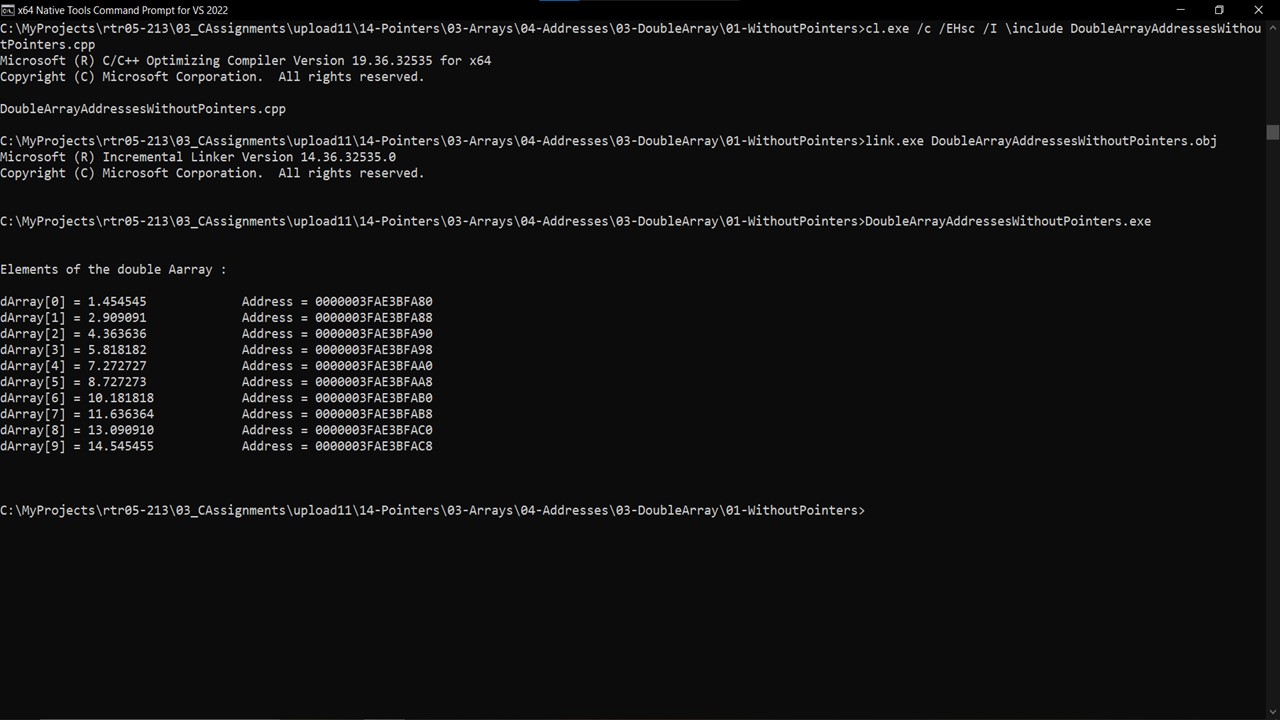 x64 Native Tools Command Prompt for VS 2022
C:\MyProjects\rtr05-213\03_CAssignments\upload11\14-Pointers\03-Arrays\04-Addresses\03-DoubleArray\01-WithoutPointers>cl.exe /c /EHsc /I \include DoubleArrayAddressesWithou
tPointers.cpp
Microsoft (R) C/C++ Optimizing Compiler Version 19.36.32535 for x64
Copyright (C) Microsoft Corporation.  All rights reserved.
DoubleArrayAddressesWithoutPointers.cpp
C:\MyProjects\rtr05-213\03_CAssignments\upload11\14-Pointers\03-Arrays\04-Addresses\03-DoubleArray\01-WithoutPointers>link.exe DoubleArrayAddressesWithoutPointers.obj
Microsoft (R) Incremental Linker Version 14.36.32535.0
Copyright (C) Microsoft Corporation.  All rights reserved.
C:\MyProjects\rtr05-213\03_CAssignments\upload11\14-Pointers\03-Arrays\04-Addresses\03-DoubleArray\01-WithoutPointers>DoubleArrayAddressesWithoutPointers.exe
Elements of the double Aarray :
dArray[0] = 1.454545            Address = 0000003FAE3BFA80
dArray[1] = 2.909091            Address = 0000003FAE3BFA88
dArray[2] = 4.363636            Address = 0000003FAE3BFA90
dArray[3] = 5.818182            Address = 0000003FAE3BFA98
dArray[4] = 7.272727            Address = 0000003FAE3BFAA0
dArray[5] = 8.727273            Address = 0000003FAE3BFAA8
dArray[6] = 10.181818           Address = 0000003FAE3BFAB0
dArray[7] = 11.636364           Address = 0000003FAE3BFAB8
dArray[8] = 13.090910           Address = 0000003FAE3BFAC0
dArray[9] = 14.545455           Address = 0000003FAE3BFAC8
C:\MyProjects\rtr05-213\03_CAssignments\upload11\14-Pointers\03-Arrays\04-Addresses\03-DoubleArray\01-WithoutPointers>